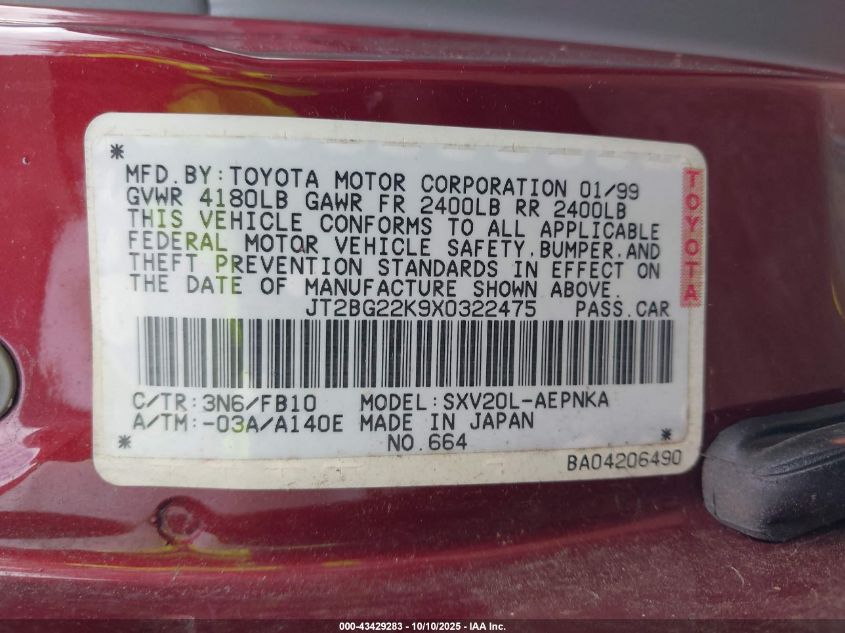 MFD.BY:TOYOTA MOTOR CORPORATION 01/99
GVWR 4180LB GAWR FR 2400LB RR 2400LB
THIS VEHICLE CONFORMS TO ALL APPLICABLE
FEDERAL MOTOR VEHICLE SAFETY,BUMPER,AND
THEFT PREVENTION STANDARDS IN EFFECT ON
THE DATE OF MANUFACTURE SHOWN ABOVE.
JT2BG22K9X0322475 PASS.CAR
TOYOTA
C/TR:3N6/FB10 MODEL:SXV20L-AEPNKA
A/TM:-03A/A140E MADE IN JAPAN
NO.664
BA04206490
000-43429283 - 10/10/2025 - IAA Inc.